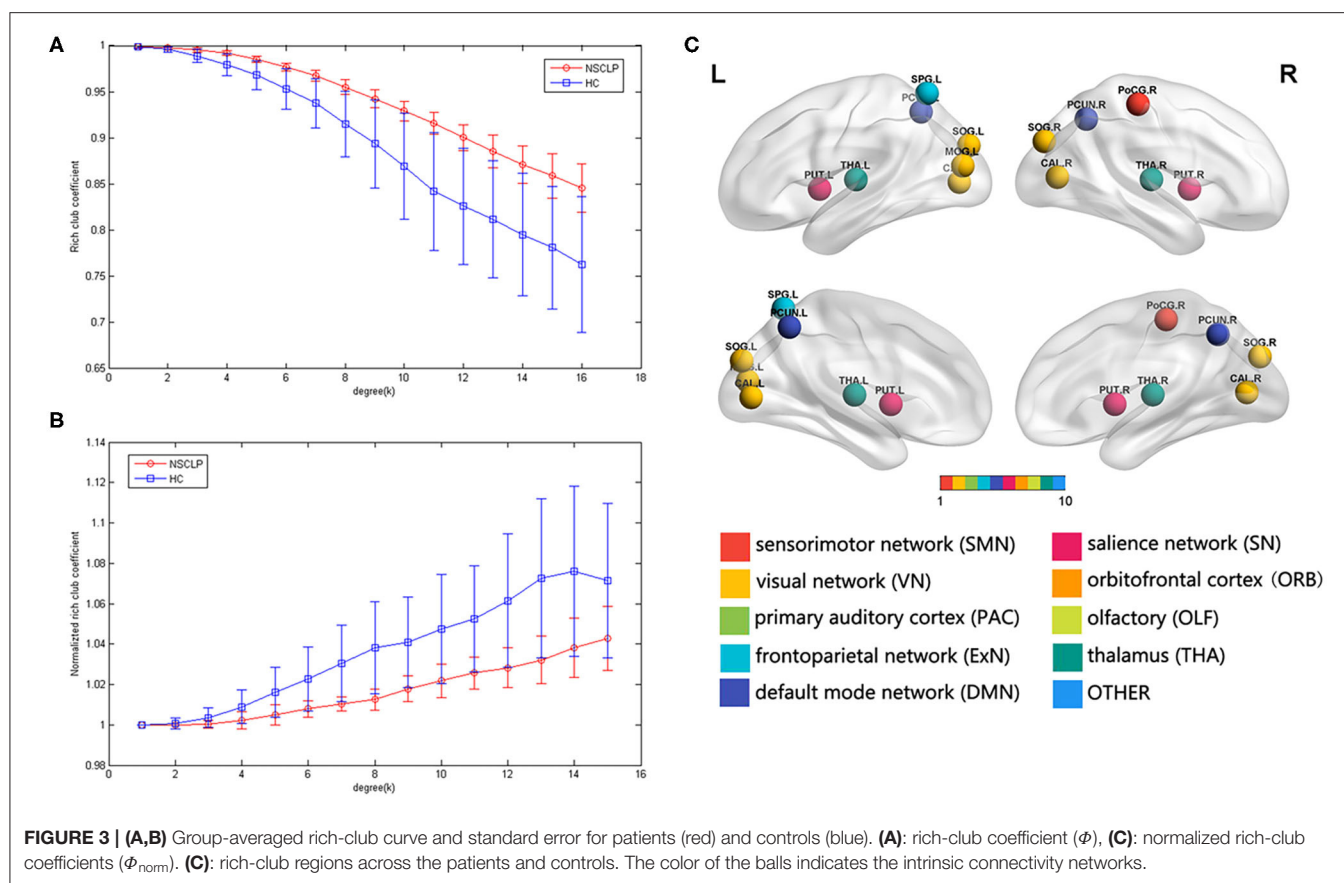 A
1
0.95
0.9
0.85
0.8
0.75
0.7
0.65
0 2 4 6 8 10 12 14 16 18
Rich club coefficient
degree(k)
NSCLP
HC
B
1.14
1.12
1.1
1.08
1.06
1.04
1.02
1
0.98
0 2 4 6 8 10 12 14 16
Normalizted rich club coefficient
degree(k)
NSCLP
HC
C
L
R
SPG.L
SOG.L
MOG.L
PUT.L
THA.L
PoCG.R
PCUN.R
SOG.R
CAL.R
THA.R
PUT.R
SPG.L
PCUN.L
SOG.L
CAL.L
THA.L
PUT.L
PoCG.R
PCUN.R
SOG.R
CAL.R
PUT.R
THA.R
1 10
sensorimotor network (SMN)
visual network (VN)
primary auditory cortex (PAC)
frontoparietal network (ExN)
default mode network (DMN)
salience network (SN)
orbitofrontal cortex (ORB)
olfactory (OLF)
thalamus (THA)
OTHER
FIGURE 3 | (A,B) Group-averaged rich-club curve and standard error for patients (red) and controls (blue). (A): rich-club coefficient (Φ), (C): normalized rich-club
coefficients (Φnorm). (C): rich-club regions across the patients and controls. The color of the balls indicates the intrinsic connectivity networks.